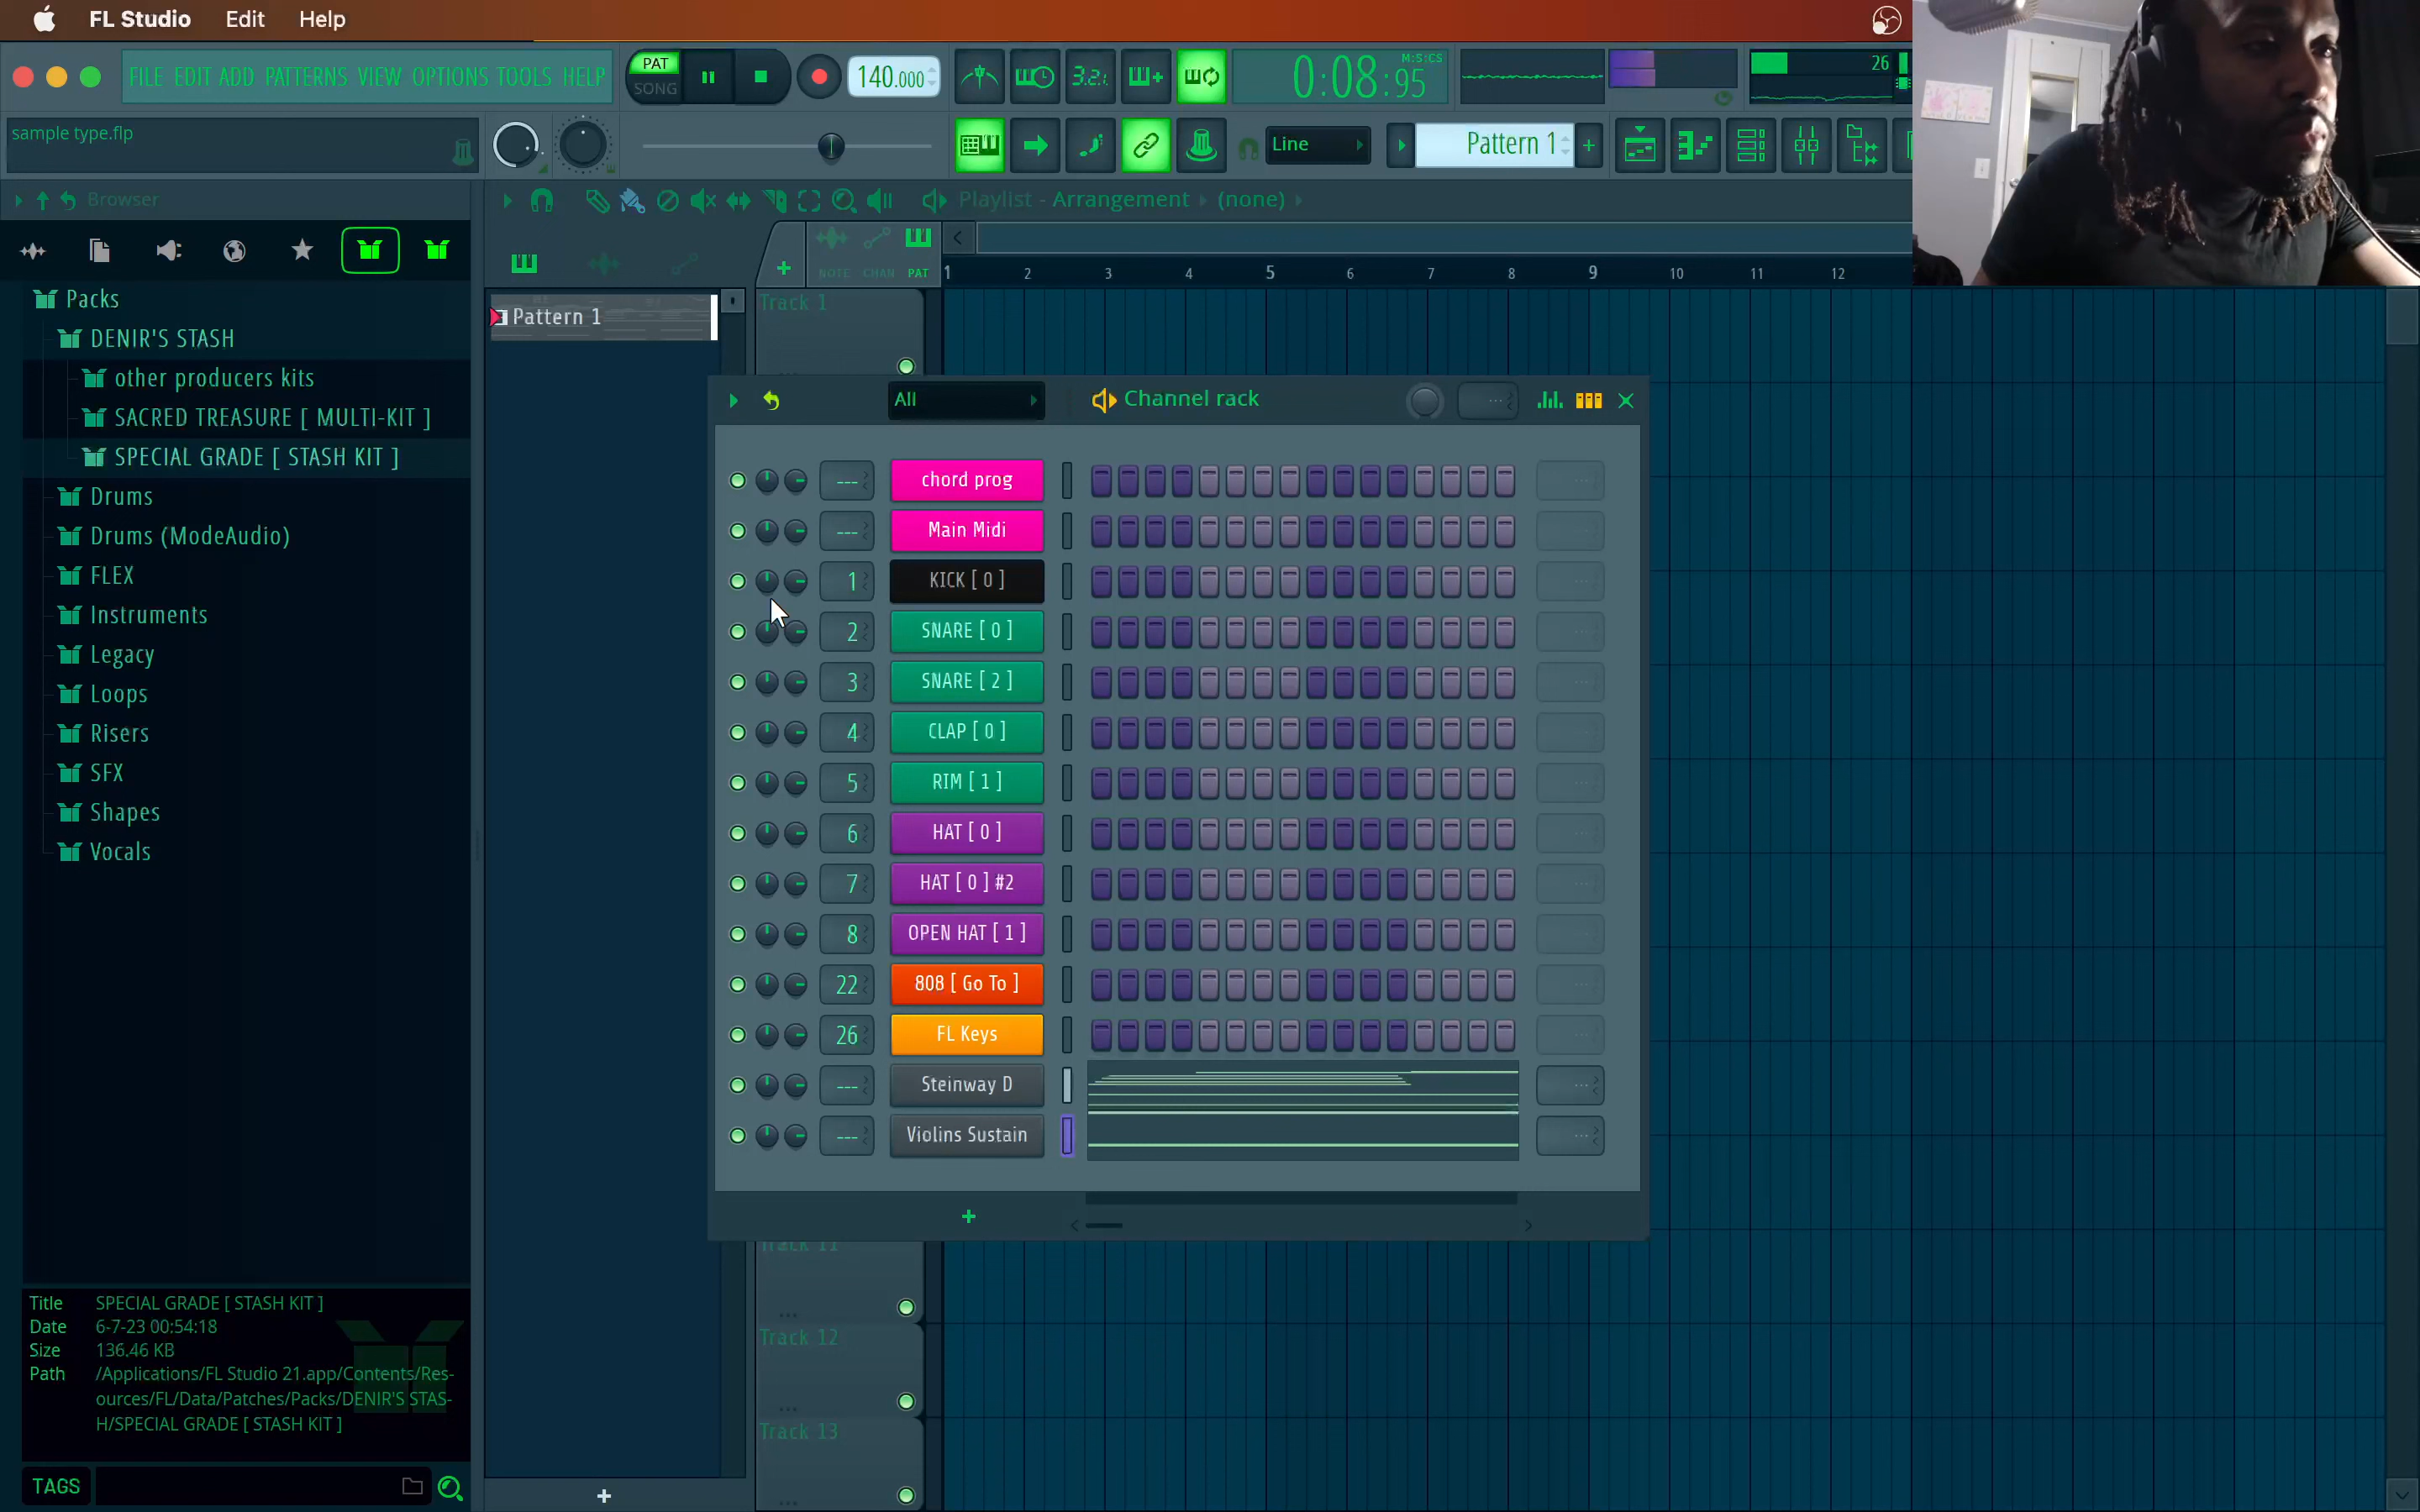 FL Studio Edit Help
FILE EDIT ADD PATTERNS VIEW OPTIONS TOOLS HELP
PAT
SONG
140.000
3.2.
M:S:CS
0:08:95
26
sample type.flp
Line
Pattern 1
Browser
Playlist - Arrangement (none)
NOTE CHAN PAT
1 2 3 4 5 6 7 8 9 10 11 12
Packs
DENIR'S STASH
other producers kits
SACRED TREASURE [ MULTI-KIT ]
SPECIAL GRADE [ STASH KIT ]
Drums
Drums (ModeAudio)
FLEX
Instruments
Legacy
Loops
Risers
SFX
Shapes
Vocals
Pattern 1
Track 1
All
Channel rack
--- chord prog
--- Main Midi
1 KICK [ 0 ]
2 SNARE [ 0 ]
3 SNARE [ 2 ]
4 CLAP [ 0 ]
5 RIM [ 1 ]
6 HAT [ 0 ]
7 HAT [ 0 ] #2
8 OPEN HAT [ 1 ]
22 808 [ Go To ]
26 FL Keys
--- Steinway D
--- Violins Sustain
Track 11
Track 12
Track 13
Title SPECIAL GRADE [ STASH KIT ]
Date 6-7-23 00:54:18
Size 136.46 KB
Path /Applications/FL Studio 21.app/Contents/Res-
ources/FL/Data/Patches/Packs/DENIR'S STAS-
H/SPECIAL GRADE [ STASH KIT ]
TAGS